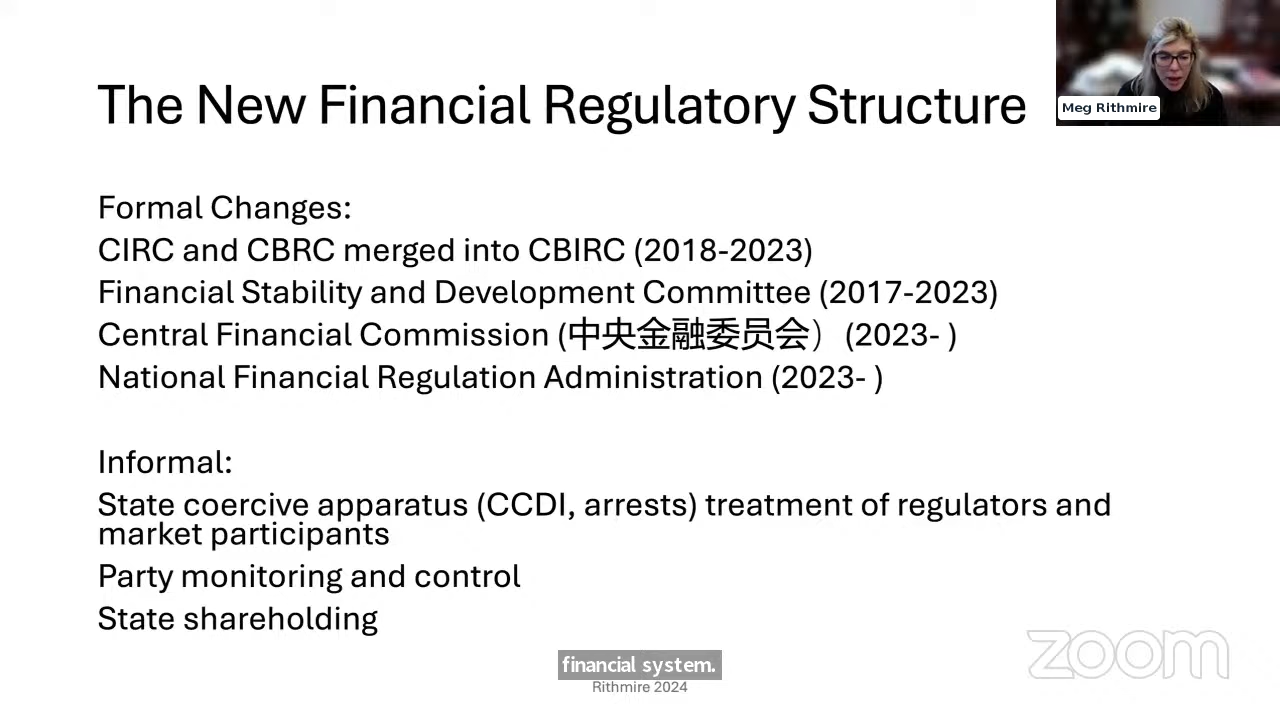 The New Financial Regulatory Structure
Meg Rithmire
Formal Changes:
CIRC and CBRC merged into CBIRC (2018-2023)
Financial Stability and Development Committee (2017-2023)
Central Financial Commission (中央金融委员会）(2023- )
National Financial Regulation Administration (2023- )
Informal:
State coercive apparatus (CCDI, arrests) treatment of regulators and
market participants
Party monitoring and control
State shareholding
financial system.
Rithmire 2024
zoom